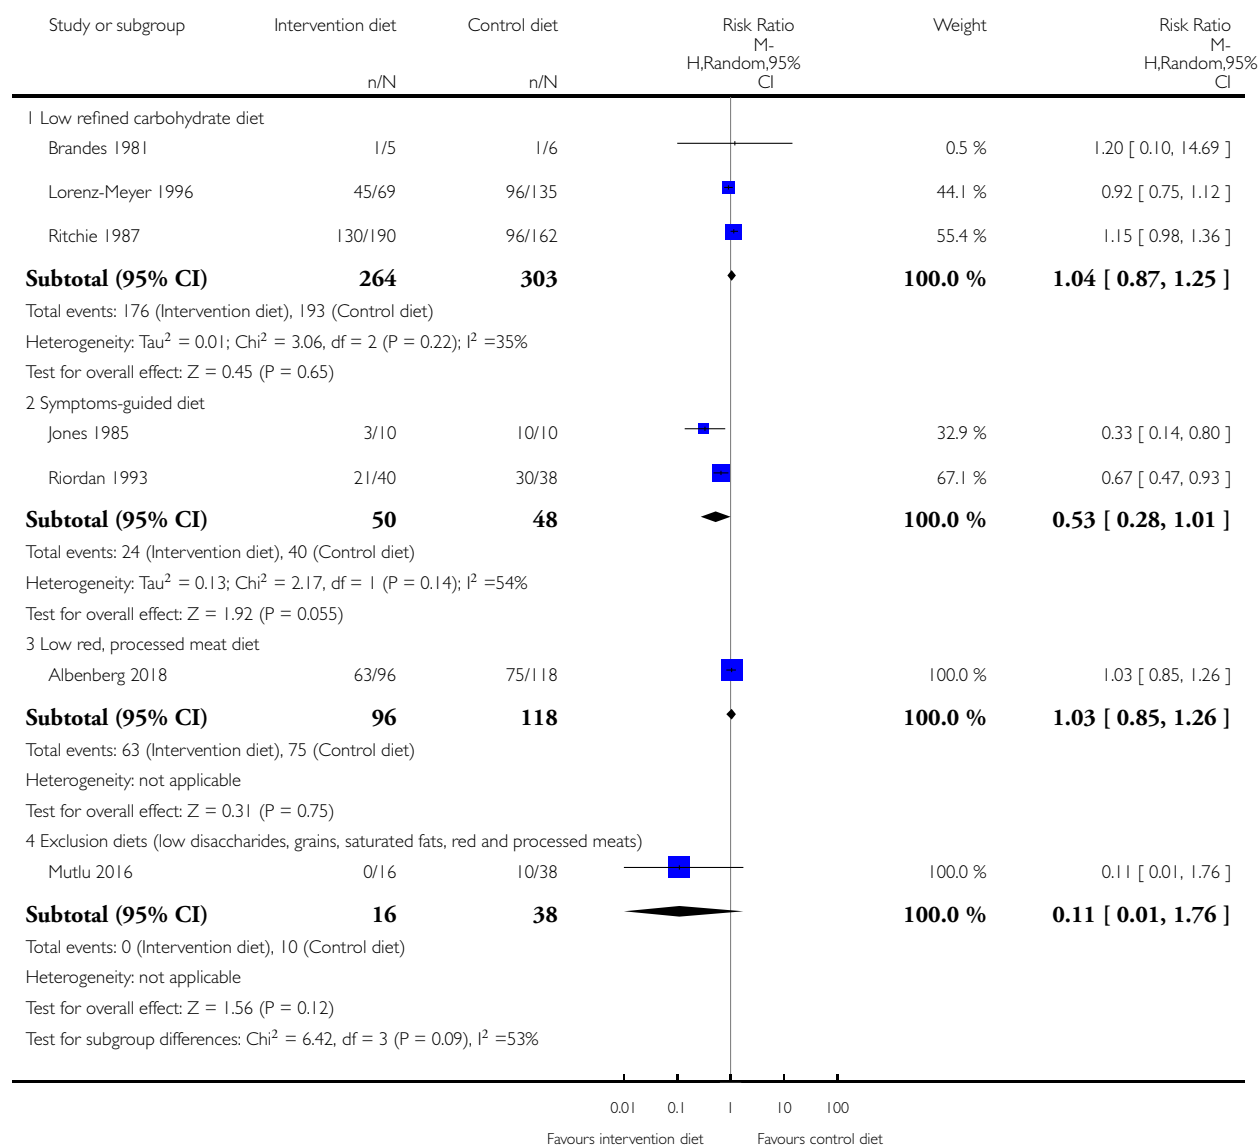 Study or subgroup Intervention diet Control diet Risk Ratio Weight Risk Ratio
M- M-
H,Random,95% H,Random,95%
n/N n/N CI CI
1 Low refined carbohydrate diet
Brandes 1981 1/5 1/6 0.5 % 1.20 [ 0.10, 14.69 ]
Lorenz-Meyer 1996 45/69 96/135 44.1 % 0.92 [ 0.75, 1.12 ]
Ritchie 1987 130/190 96/162 55.4 % 1.15 [ 0.98, 1.36 ]
Subtotal (95% CI) 264 303 100.0 % 1.04 [ 0.87, 1.25 ]
Total events: 176 (Intervention diet), 193 (Control diet)
Heterogeneity: Tau² = 0.01; Chi² = 3.06, df = 2 (P = 0.22); I² =35%
Test for overall effect: Z = 0.45 (P = 0.65)
2 Symptoms-guided diet
Jones 1985 3/10 10/10 32.9 % 0.33 [ 0.14, 0.80 ]
Riordan 1993 21/40 30/38 67.1 % 0.67 [ 0.47, 0.93 ]
Subtotal (95% CI) 50 48 100.0 % 0.53 [ 0.28, 1.01 ]
Total events: 24 (Intervention diet), 40 (Control diet)
Heterogeneity: Tau² = 0.13; Chi² = 2.17, df = 1 (P = 0.14); I² =54%
Test for overall effect: Z = 1.92 (P = 0.055)
3 Low red, processed meat diet
Albenberg 2018 63/96 75/118 100.0 % 1.03 [ 0.85, 1.26 ]
Subtotal (95% CI) 96 118 100.0 % 1.03 [ 0.85, 1.26 ]
Total events: 63 (Intervention diet), 75 (Control diet)
Heterogeneity: not applicable
Test for overall effect: Z = 0.31 (P = 0.75)
4 Exclusion diets (low disaccharides, grains, saturated fats, red and processed meats)
Mutlu 2016 0/16 10/38 100.0 % 0.11 [ 0.01, 1.76 ]
Subtotal (95% CI) 16 38 100.0 % 0.11 [ 0.01, 1.76 ]
Total events: 0 (Intervention diet), 10 (Control diet)
Heterogeneity: not applicable
Test for overall effect: Z = 1.56 (P = 0.12)
Test for subgroup differences: Chi² = 6.42, df = 3 (P = 0.09), I² =53%
0.01 0.1 1 10 100
Favours intervention diet Favours control diet